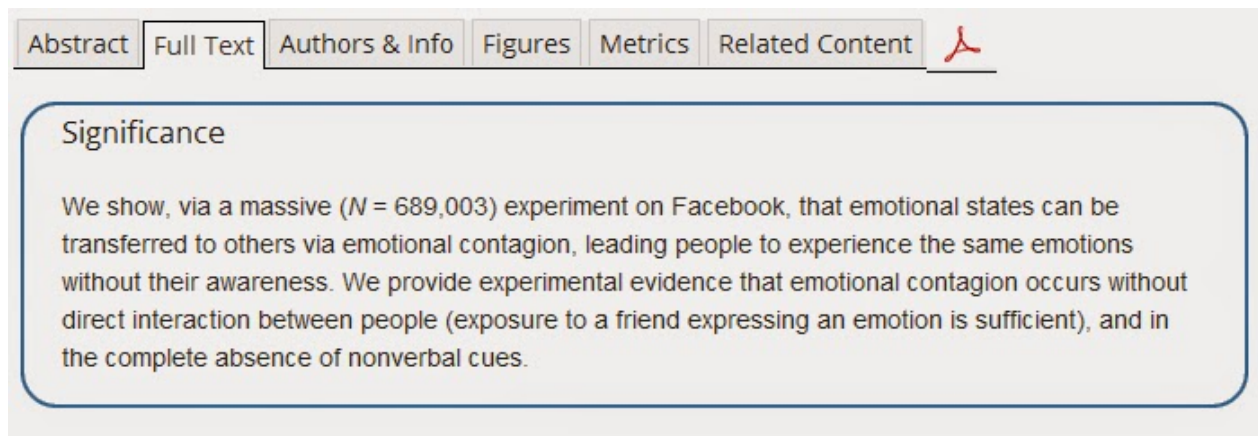 Abstract Full Text Authors & Info Figures Metrics Related Content
Significance
We show, via a massive (N = 689,003) experiment on Facebook, that emotional states can be
transferred to others via emotional contagion, leading people to experience the same emotions
without their awareness. We provide experimental evidence that emotional contagion occurs without
direct interaction between people (exposure to a friend expressing an emotion is sufficient), and in
the complete absence of nonverbal cues.